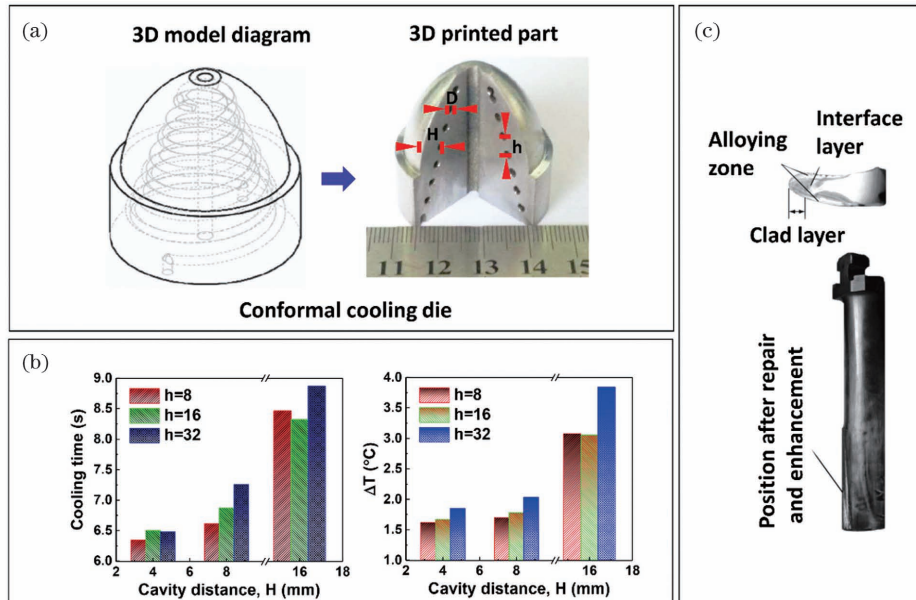 (a)
3D model diagram
3D printed part
D
H
h
11 12 13 14 15
Conformal cooling die
(b)
9.0
8.5
8.0
7.5
7.0
6.5
6.0
Cooling time (s)
h=8
h=16
h=32
2 4 6 8 16 18
Cavity distance, H (mm)
4.0
3.5
3.0
2.5
2.0
1.5
1.0
ΔT (°C)
h=8
h=16
h=32
2 4 6 8 16 18
Cavity distance, H (mm)
(c)
Interface
layer
Alloying
zone
Clad layer
Position after repair
and enhancement